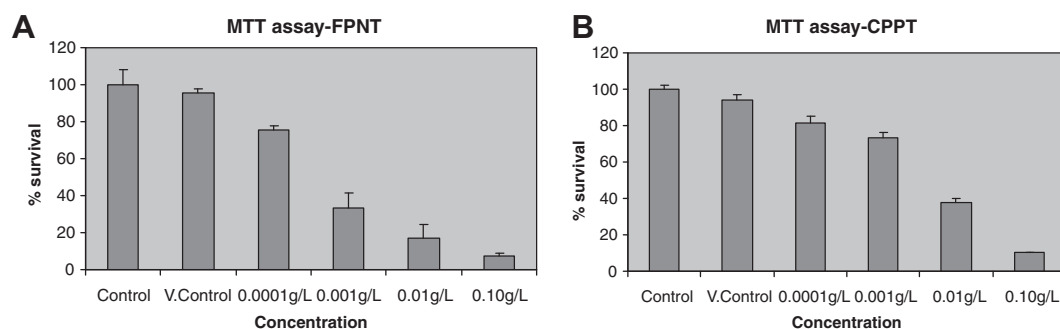 A
MTT assay-FPNT
120
100
80
60
40
20
0
% survival
Control V.Control 0.0001g/L 0.001g/L 0.01g/L 0.10g/L
Concentration
B
MTT assay-CPPT
120
100
80
60
40
20
0
% survival
Control V.Control 0.0001g/L 0.001g/L 0.01g/L 0.10g/L
Concentration